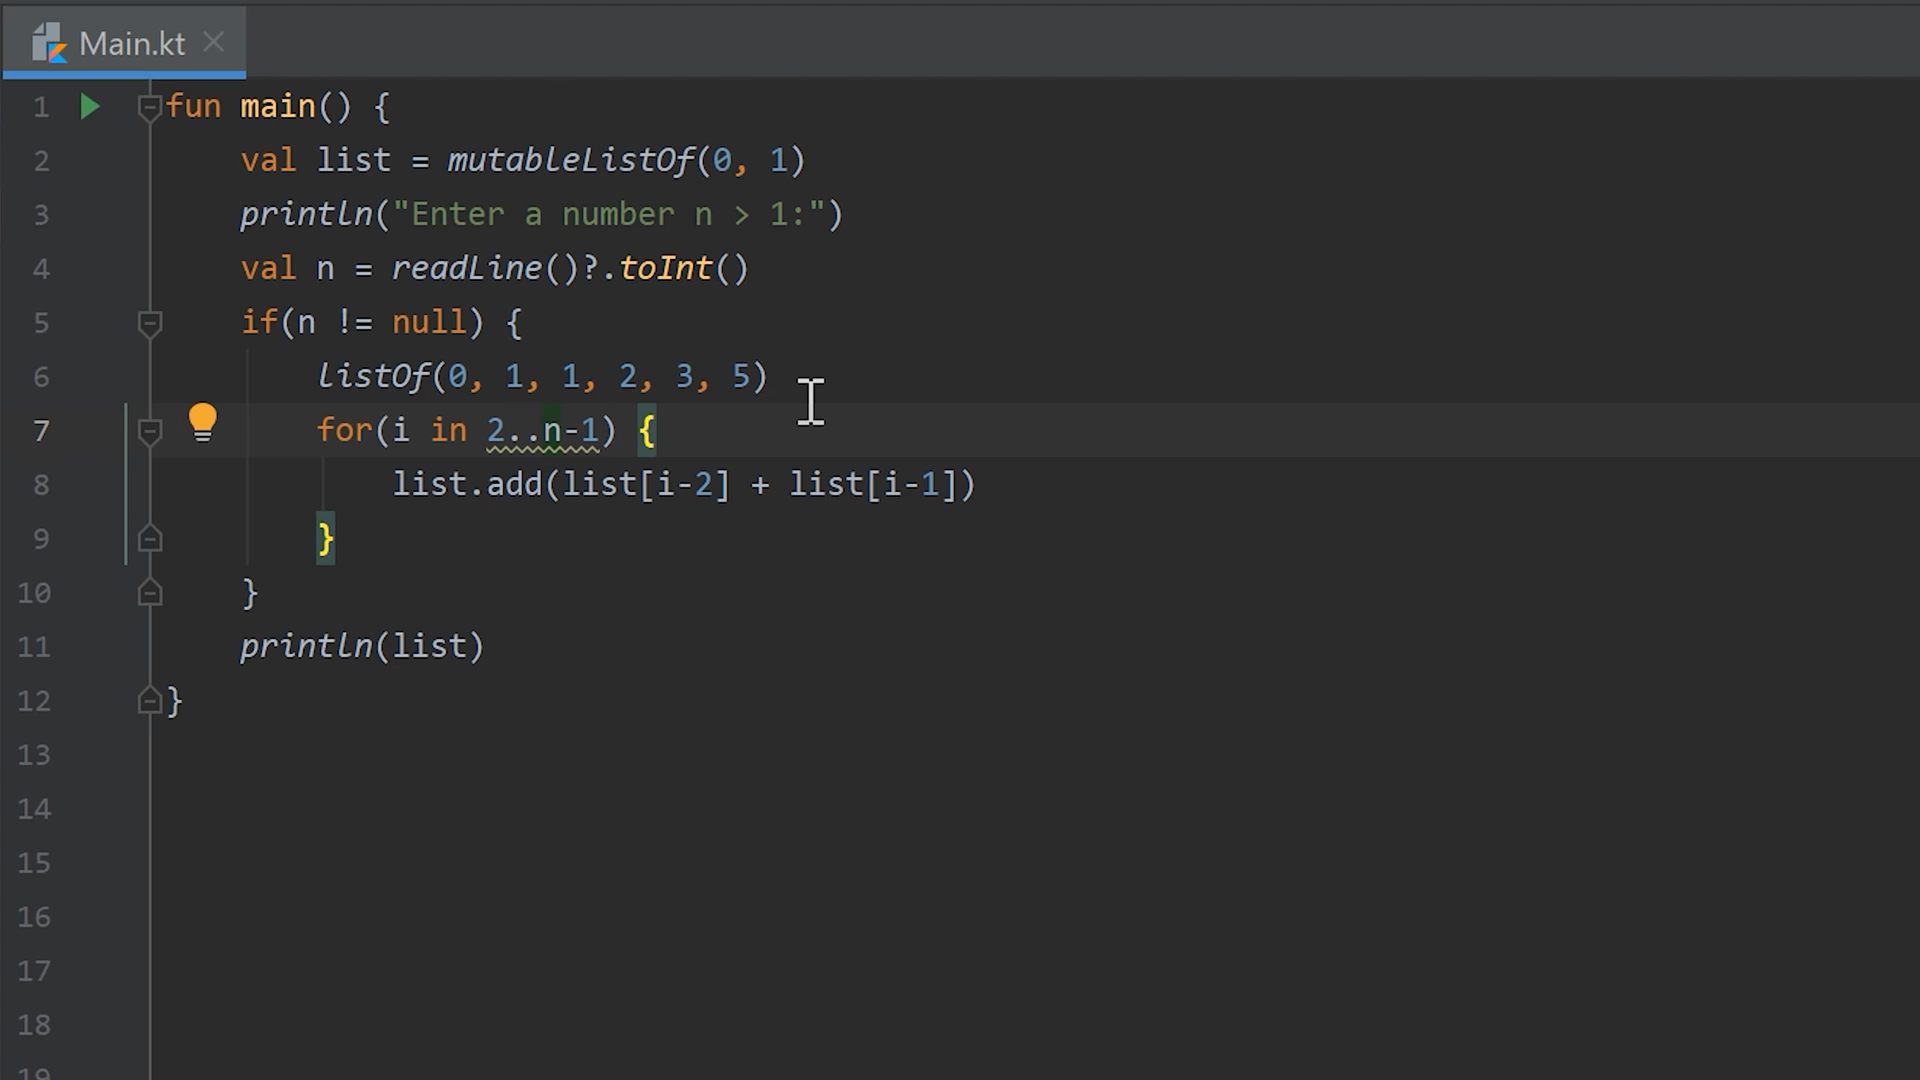 Main.kt
1 fun main() {
2 val list = mutableListOf(0, 1)
3 println("Enter a number n > 1:")
4 val n = readLine()?.toInt()
5 if(n != null) {
6 listOf(0, 1, 1, 2, 3, 5)
7 for(i in 2..n-1) {
8 list.add(list[i-2] + list[i-1])
9 }
10 }
11 println(list)
12 }
13
14
15
16
17
18
19